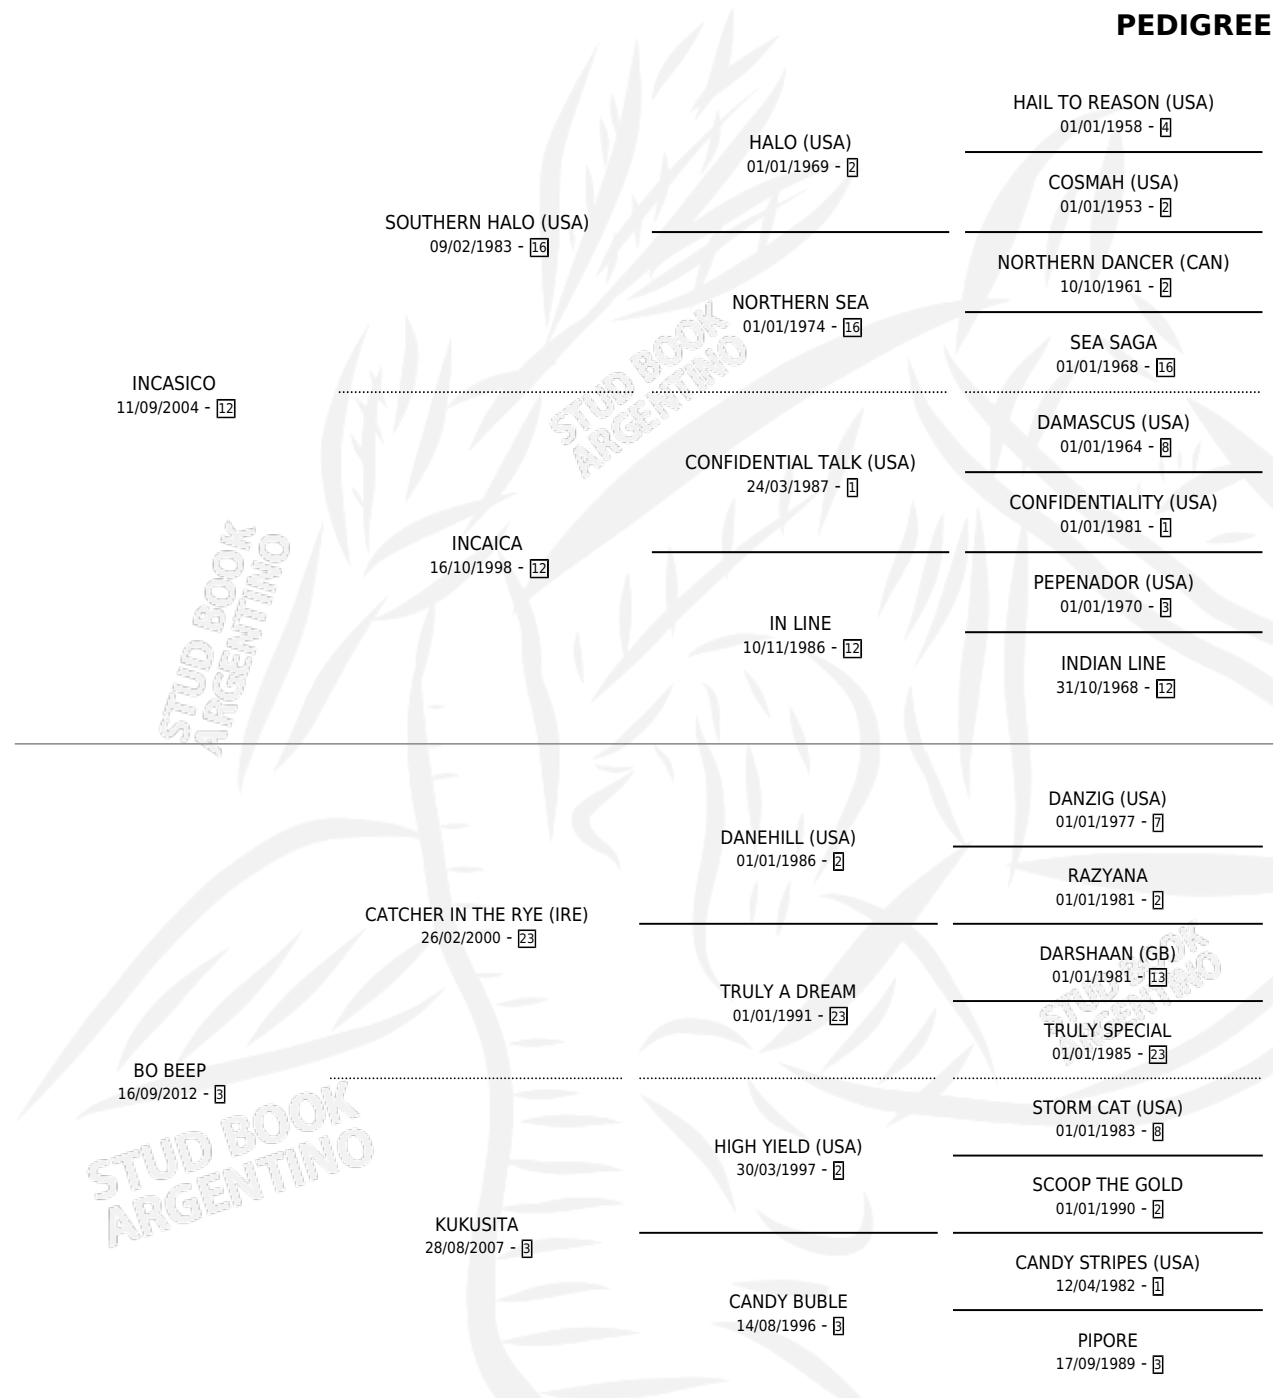 PEDIGREE
HAIL TO REASON (USA)
01/01/1958 - 4
HALO (USA)
01/01/1969 - 2
COSMAH (USA)
01/01/1953 - 2
SOUTHERN HALO (USA)
09/02/1983 - 16
NORTHERN DANCER (CAN)
10/10/1961 - 2
NORTHERN SEA
01/01/1974 - 16
SEA SAGA
01/01/1968 - 16
STUD BOOK
ARGENTINO
INCASICO
11/09/2004 - 12
DAMASCUS (USA)
01/01/1964 - 8
CONFIDENTIAL TALK (USA)
24/03/1987 - 1
CONFIDENTIALITY (USA)
01/01/1981 - 1
INCAICA
16/10/1998 - 12
PEPENADOR (USA)
01/01/1970 - 3
IN LINE
10/11/1986 - 12
INDIAN LINE
31/10/1968 - 12
STUD BOOK
ARGENTINO
DANZIG (USA)
01/01/1977 - 7
DANEHILL (USA)
01/01/1986 - 2
RAZYANA
01/01/1981 - 2
CATCHER IN THE RYE (IRE)
26/02/2000 - 23
DARSHAAN (GB)
01/01/1981 - 13
TRULY A DREAM
01/01/1991 - 23
TRULY SPECIAL
01/01/1985 - 23
STUD BOOK
ARGENTINO
BO BEEP
16/09/2012 - 3
STORM CAT (USA)
01/01/1983 - 8
HIGH YIELD (USA)
30/03/1997 - 2
SCOOP THE GOLD
01/01/1990 - 2
STUD BOOK
ARGENTINO
KUKUSITA
28/08/2007 - 3
CANDY STRIPES (USA)
12/04/1982 - 1
CANDY BUBLE
14/08/1996 - 3
PIPORE
17/09/1989 - 3